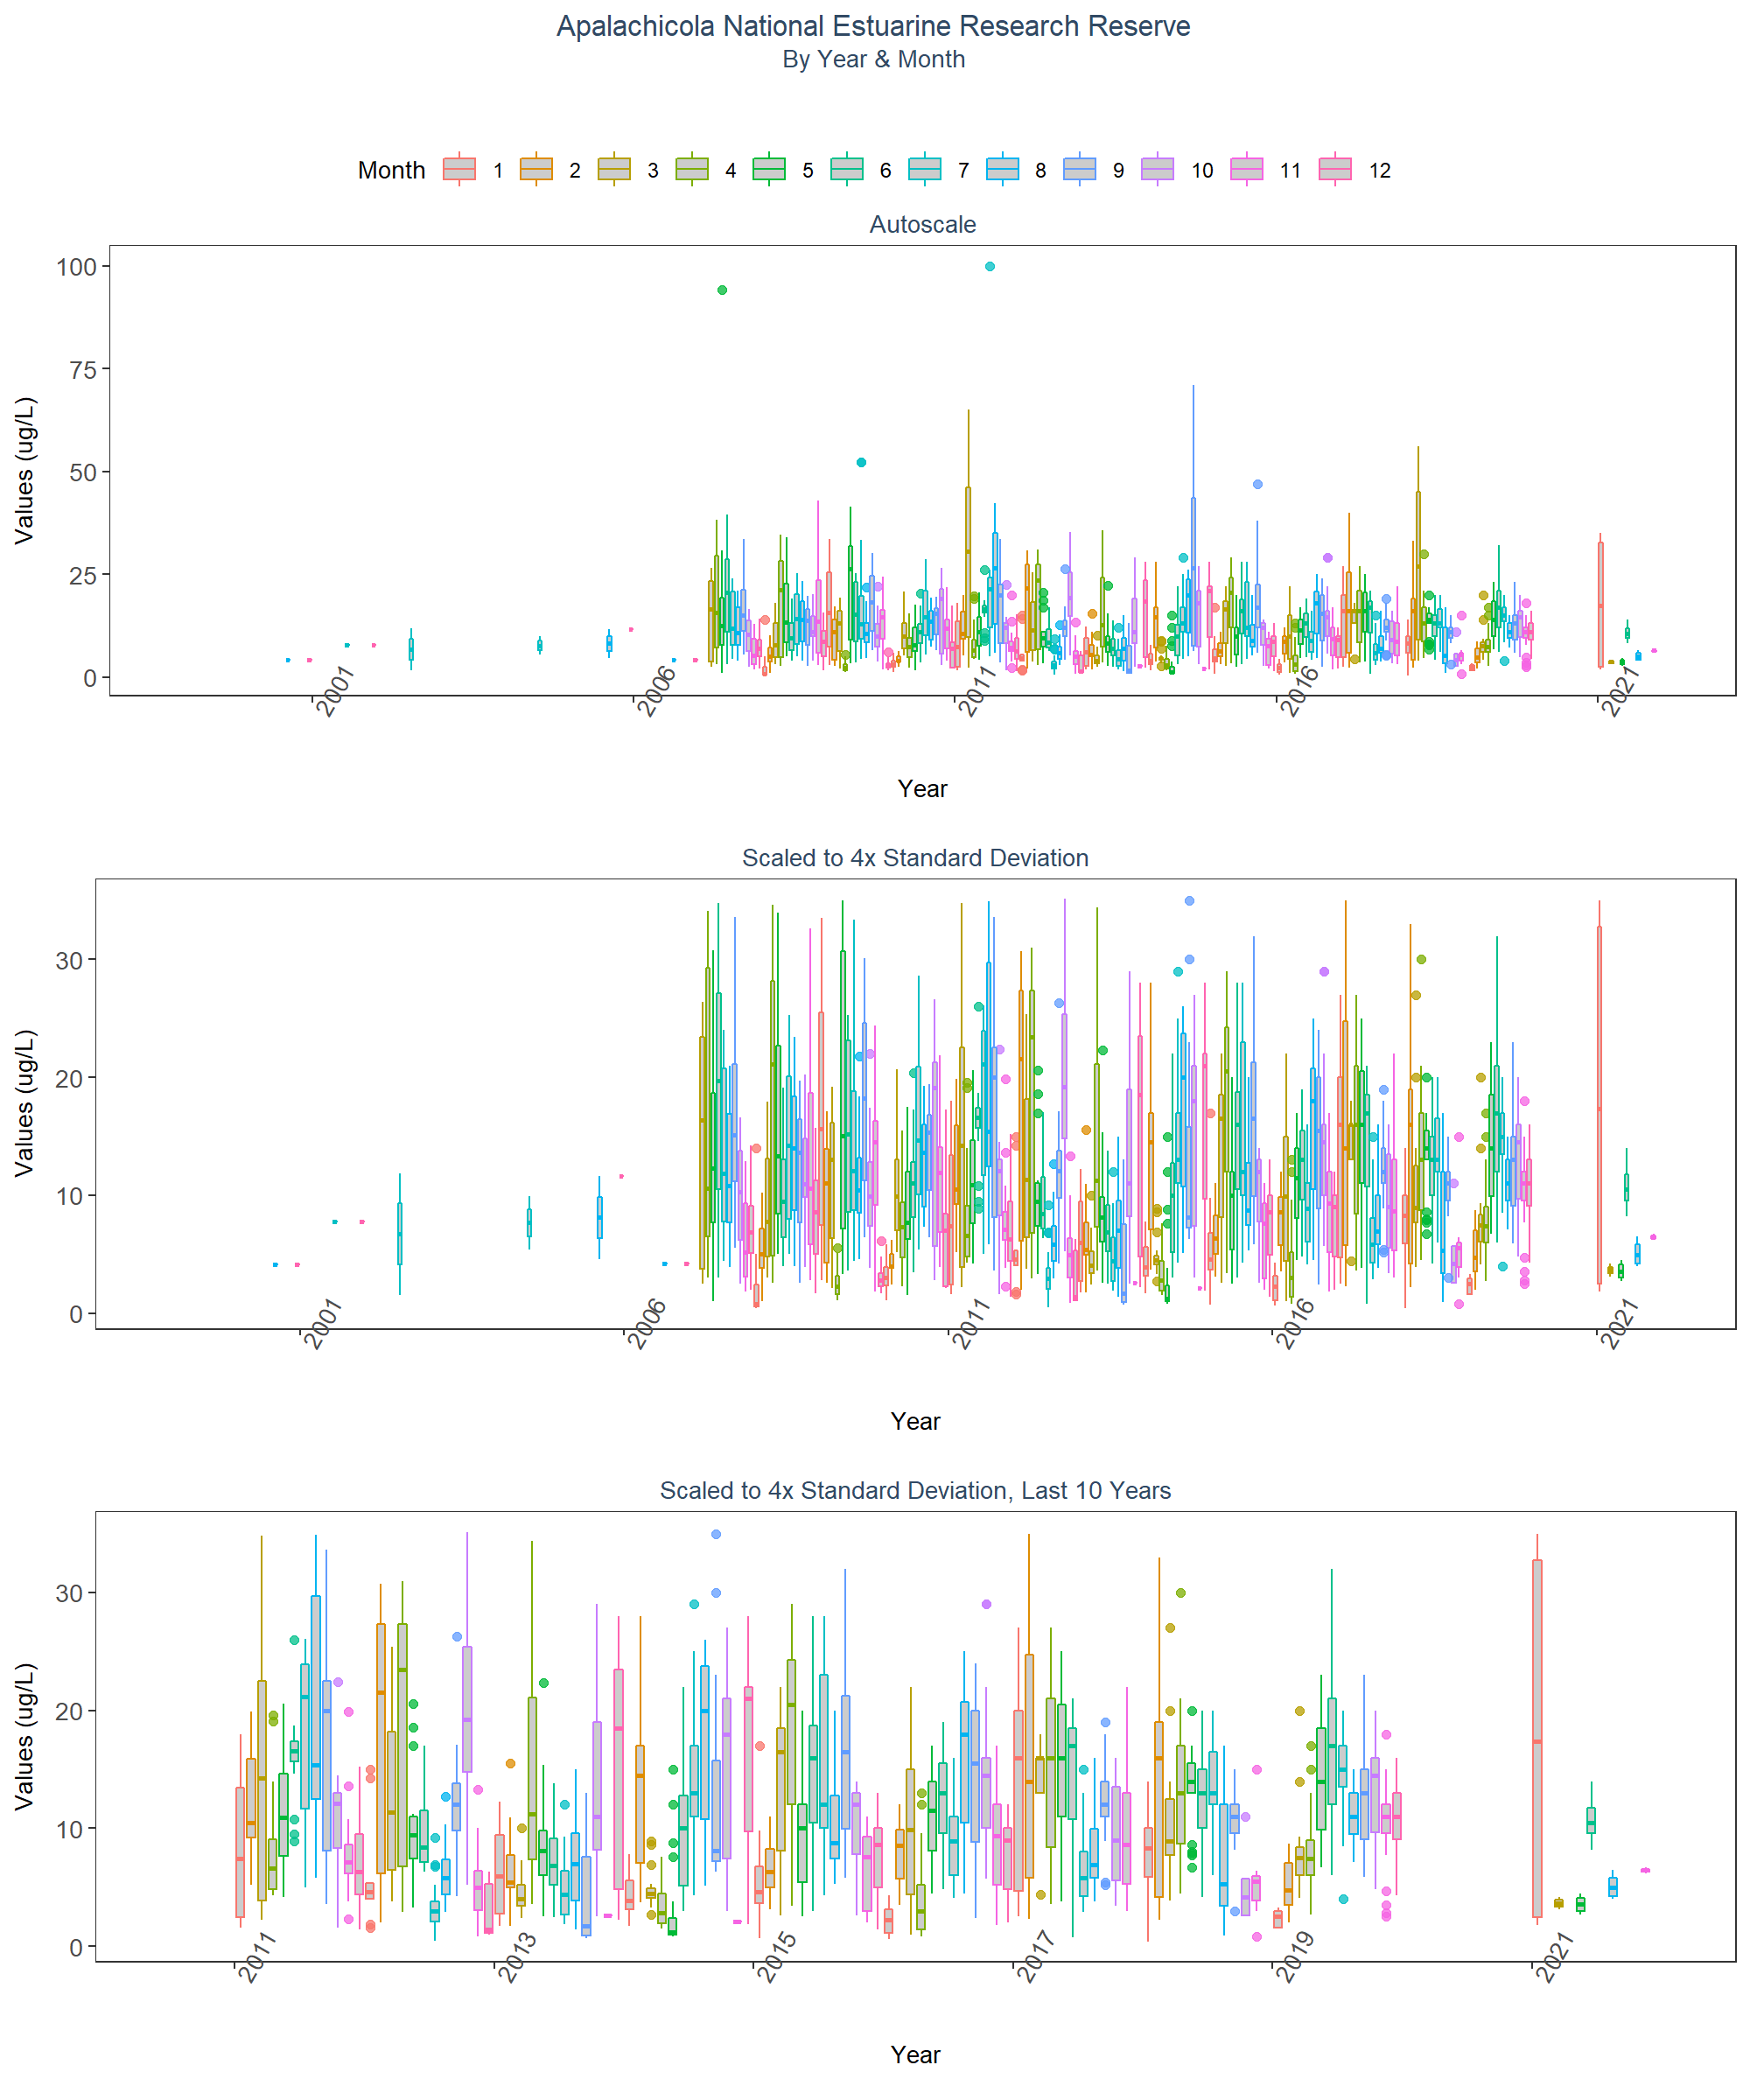 Apalachicola National Estuarine Research Reserve
By Year & Month
Month 1 2 3 4 5 6 7 8 9 10 11 12
Autoscale
Values (ug/L)
100
75
50
25
0
2001 2006 2011 2016 2021
Year
Scaled to 4x Standard Deviation
Values (ug/L)
30
20
10
0
2001 2006 2011 2016 2021
Year
Scaled to 4x Standard Deviation, Last 10 Years
Values (ug/L)
30
20
10
0
2011 2013 2015 2017 2019 2021
Year